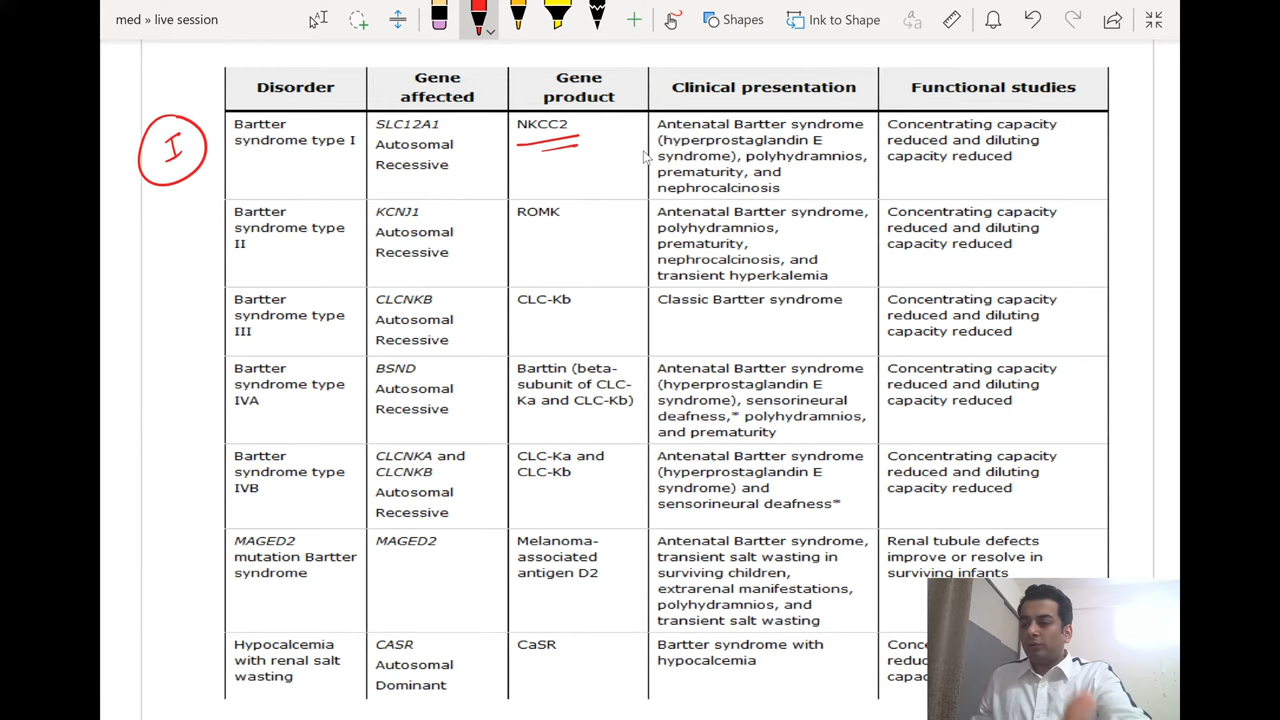 med » live session
Shapes
Ink to Shape
Disorder
Gene
affected
Gene
product
Clinical presentation
Functional studies
I
Bartter
syndrome type I
SLC12A1
Autosomal
Recessive
NKCC2
Antenatal Bartter syndrome
(hyperprostaglandin E
syndrome), polyhydramnios,
prematurity, and
nephrocalcinosis
Concentrating capacity
reduced and diluting
capacity reduced
Bartter
syndrome type
II
KCNJ1
Autosomal
Recessive
ROMK
Antenatal Bartter syndrome,
polyhydramnios,
prematurity,
nephrocalcinosis, and
transient hyperkalemia
Concentrating capacity
reduced and diluting
capacity reduced
Bartter
syndrome type
III
CLCNKB
Autosomal
Recessive
CLC-Kb
Classic Bartter syndrome
Concentrating capacity
reduced and diluting
capacity reduced
Bartter
syndrome type
IVA
BSND
Autosomal
Recessive
Barttin (beta-
subunit of CLC-
Ka and CLC-Kb)
Antenatal Bartter syndrome
(hyperprostaglandin E
syndrome), sensorineural
deafness,* polyhydramnios,
and prematurity
Concentrating capacity
reduced and diluting
capacity reduced
Bartter
syndrome type
IVB
CLCNKA and
CLCNKB
Autosomal
Recessive
CLC-Ka and
CLC-Kb
Antenatal Bartter syndrome
(hyperprostaglandin E
syndrome) and
sensorineural deafness*
Concentrating capacity
reduced and diluting
capacity reduced
MAGED2
mutation Bartter
syndrome
MAGED2
Melanoma-
associated
antigen D2
Antenatal Bartter syndrome,
transient salt wasting in
surviving children,
extrarenal manifestations,
polyhydramnios, and
transient salt wasting
Renal tubule defects
improve or resolve in
surviving infants
Hypocalcemia
with renal salt
wasting
CASR
Autosomal
Dominant
CaSR
Bartter syndrome with
hypocalcemia